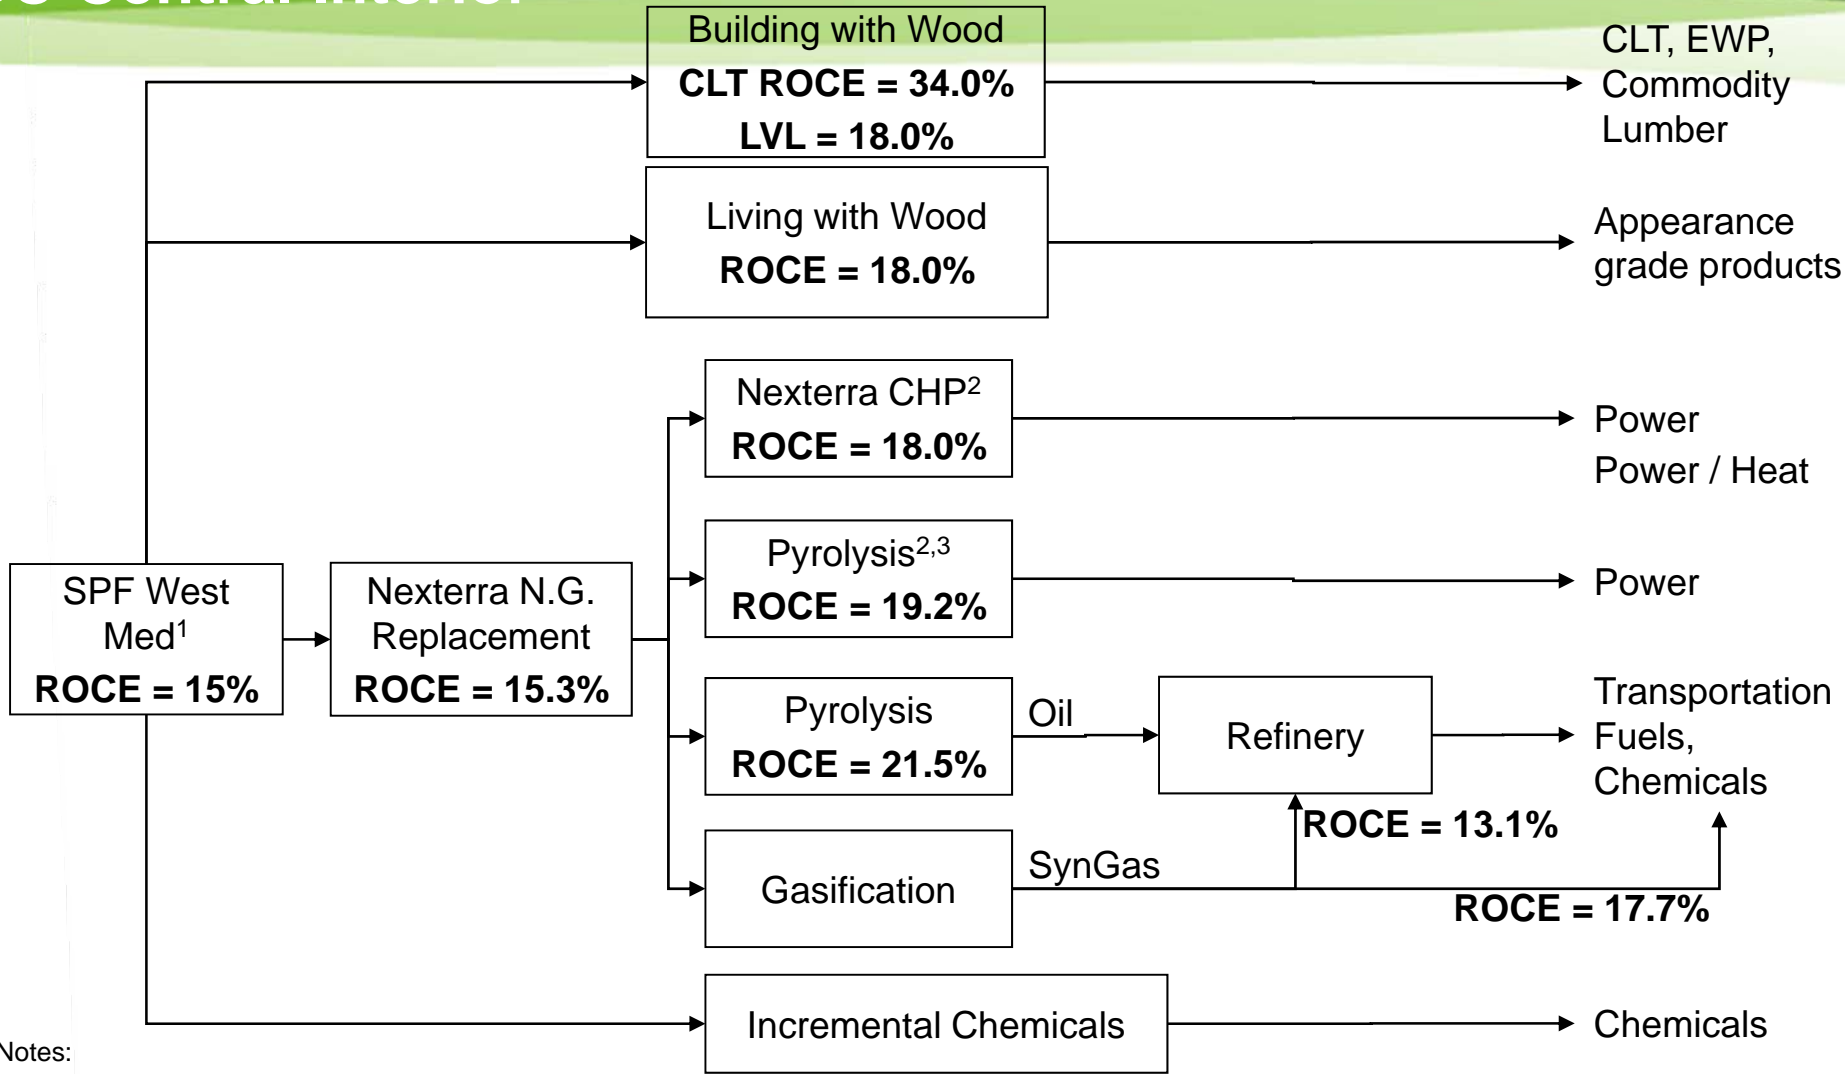 Central Interior
Building with Wood
CLT ROCE = 34.0%
LVL = 18.0%
CLT, EWP,
Commodity
Lumber
Living with Wood
ROCE = 18.0%
Appearance
grade products
Nexterra CHP²
ROCE = 18.0%
Power
Power / Heat
Pyrolysis²,³
ROCE = 19.2%
Power
SPF West
Med¹
ROCE = 15%
Nexterra N.G.
Replacement
ROCE = 15.3%
Pyrolysis
ROCE = 21.5%
Oil
Refinery
Transportation
Fuels,
Chemicals
ROCE = 13.1%
Gasification
SynGas
ROCE = 17.7%
Incremental Chemicals
Chemicals
Notes: